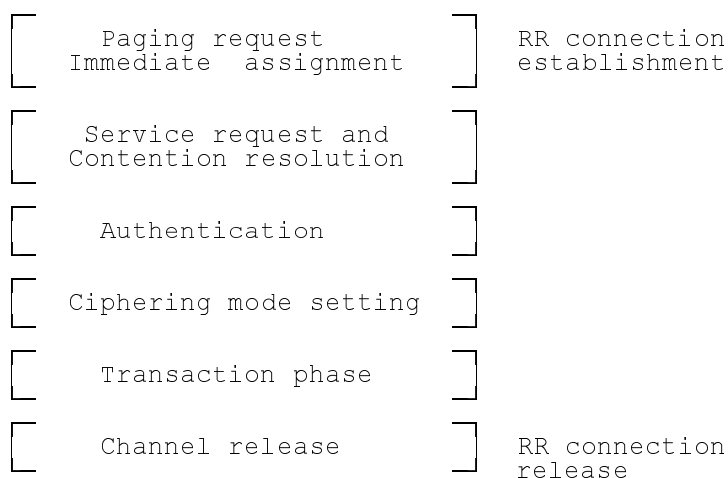 Paging request RR connection
Immediate assignment establishment
Service request and
Contention resolution
Authentication
Ciphering mode setting
Transaction phase
Channel release RR connection
release